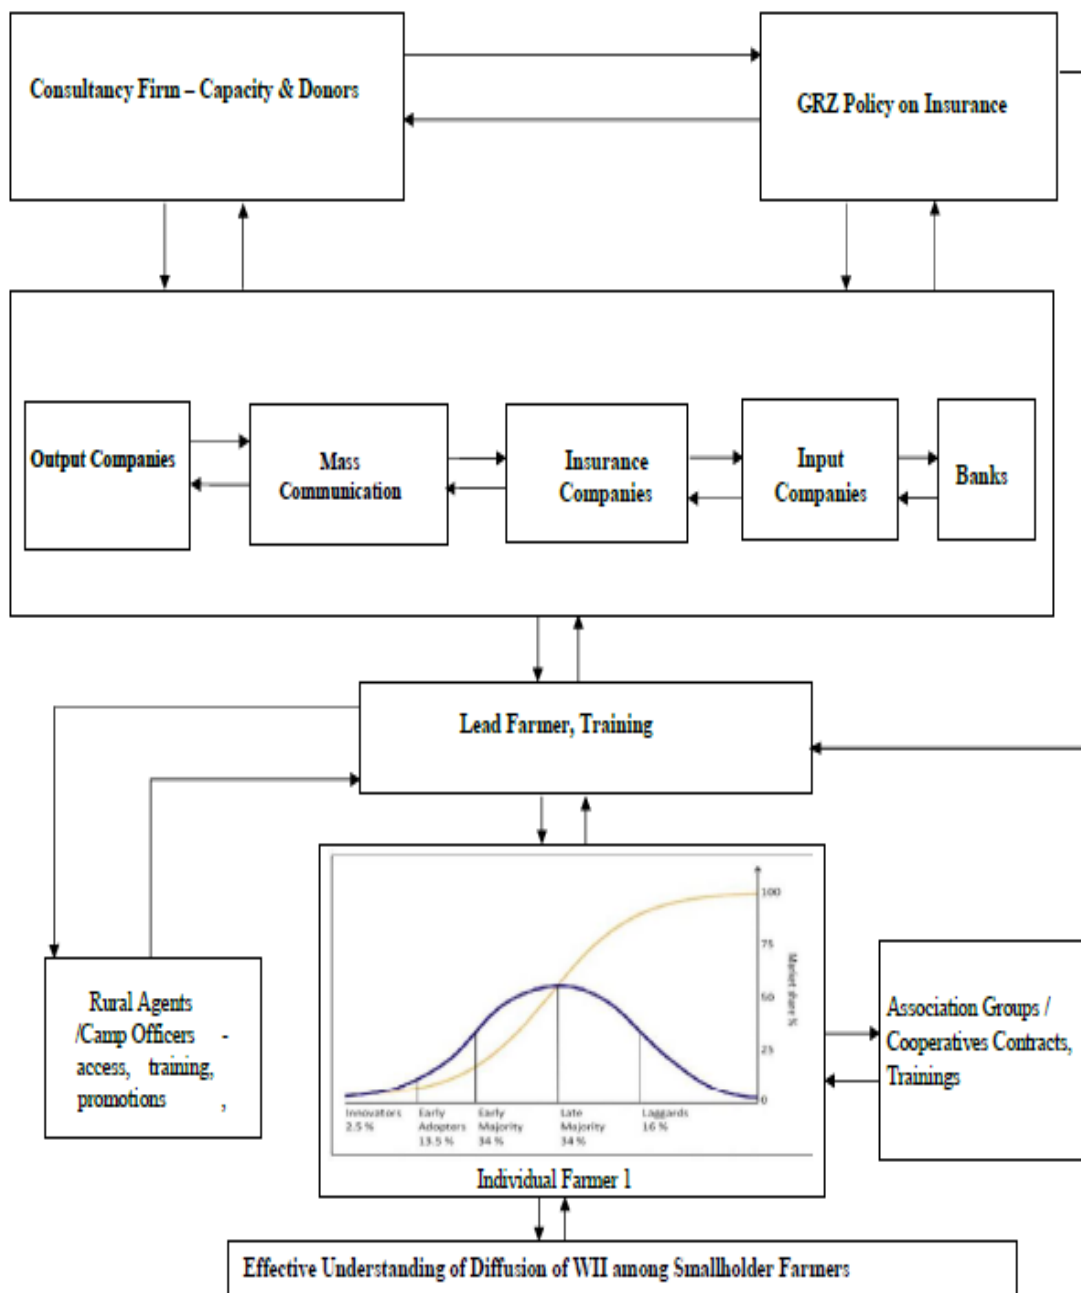 Consultancy Firm – Capacity & Donors
GRZ Policy on Insurance
Output Companies
Mass
Communication
Insurance
Companies
Input
Companies
Banks
Lead Farmer, Training
Rural Agents
/Camp Officers -
access, training,
promotions ,
100
75
50
25
0
Market share %
Innovators
2.5 %
Early
Adopters
13.5 %
Early
Majority
34 %
Late
Majority
34 %
Laggards
16 %
Individual Farmer 1
Association Groups /
Cooperatives Contracts,
Trainings
Effective Understanding of Diffusion of WII among Smallholder Farmers